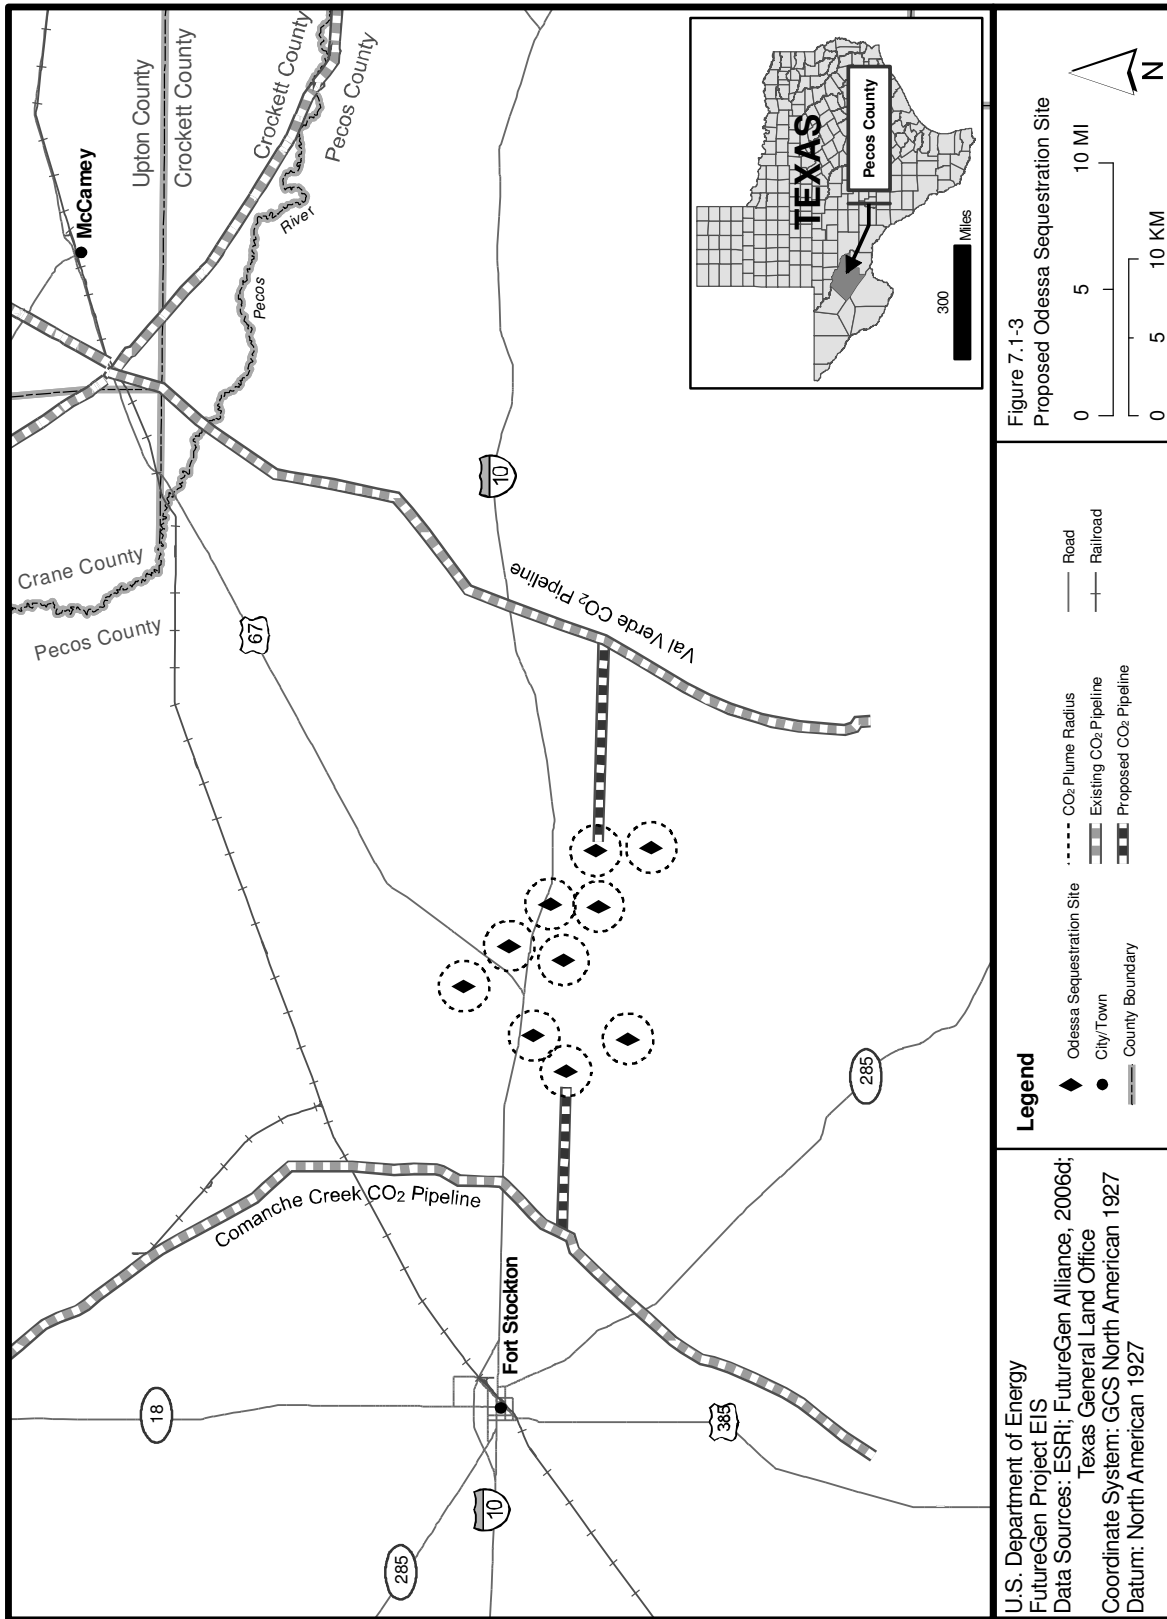 18
285
10
Fort Stockton
385
285
Comanche Creek CO2 Pipeline
67
Pecos County
Crane County
10
Val Verde CO2 Pipeline
McCamey
Upton County
Crockett County
Crockett County
Pecos County
Pecos
River
TEXAS
Pecos County
300
Miles
U.S. Department of Energy
FutureGen Project EIS
Data Sources: ESRI; FutureGen Alliance, 2006d;
Texas General Land Office
Coordinate System: GCS North American 1927
Datum: North American 1927
Legend
Odessa Sequestration Site
City/Town
County Boundary
CO2 Plume Radius
Existing CO2 Pipeline
Proposed CO2 Pipeline
Road
Railroad
Figure 7.1-3
Proposed Odessa Sequestration Site
0 5 10 MI
0 5 10 KM
N